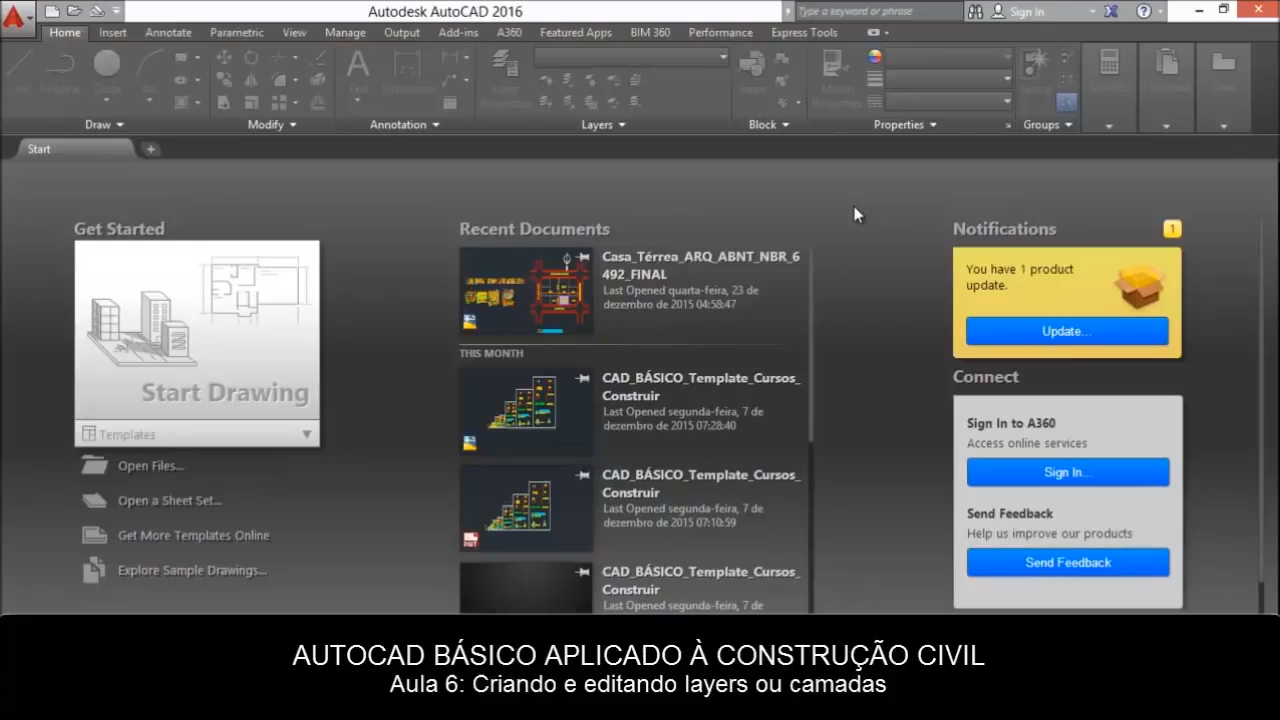 Autodesk AutoCAD 2016
Type a keyword or phrase
Sign In
Home Insert Annotate Parametric View Manage Output Add-ins A360 Featured Apps BIM 360 Performance Express Tools
Draw Modify Annotation Layers Block Properties Groups
Start
Get Started
Start Drawing
Templates
Open Files...
Open a Sheet Set...
Get More Templates Online
Explore Sample Drawings...
Recent Documents
Casa_Térrea_ARQ_ABNT_NBR_6
492_FINAL
Last Opened quarta-feira, 23 de
dezembro de 2015 04:58:47
THIS MONTH
CAD_BÁSICO_Template_Cursos_
Construir
Last Opened segunda-feira, 7 de
dezembro de 2015 07:28:40
CAD_BÁSICO_Template_Cursos_
Construir
Last Opened segunda-feira, 7 de
dezembro de 2015 07:10:59
CAD_BÁSICO_Template_Cursos_
Construir
Last Opened segunda-feira, 7 de
Notifications 1
You have 1 product
update.
Update...
Connect
Sign In to A360
Access online services
Sign In...
Send Feedback
Help us improve our products
Send Feedback
AUTOCAD BÁSICO APLICADO À CONSTRUÇÃO CIVIL
Aula 6: Criando e editando layers ou camadas